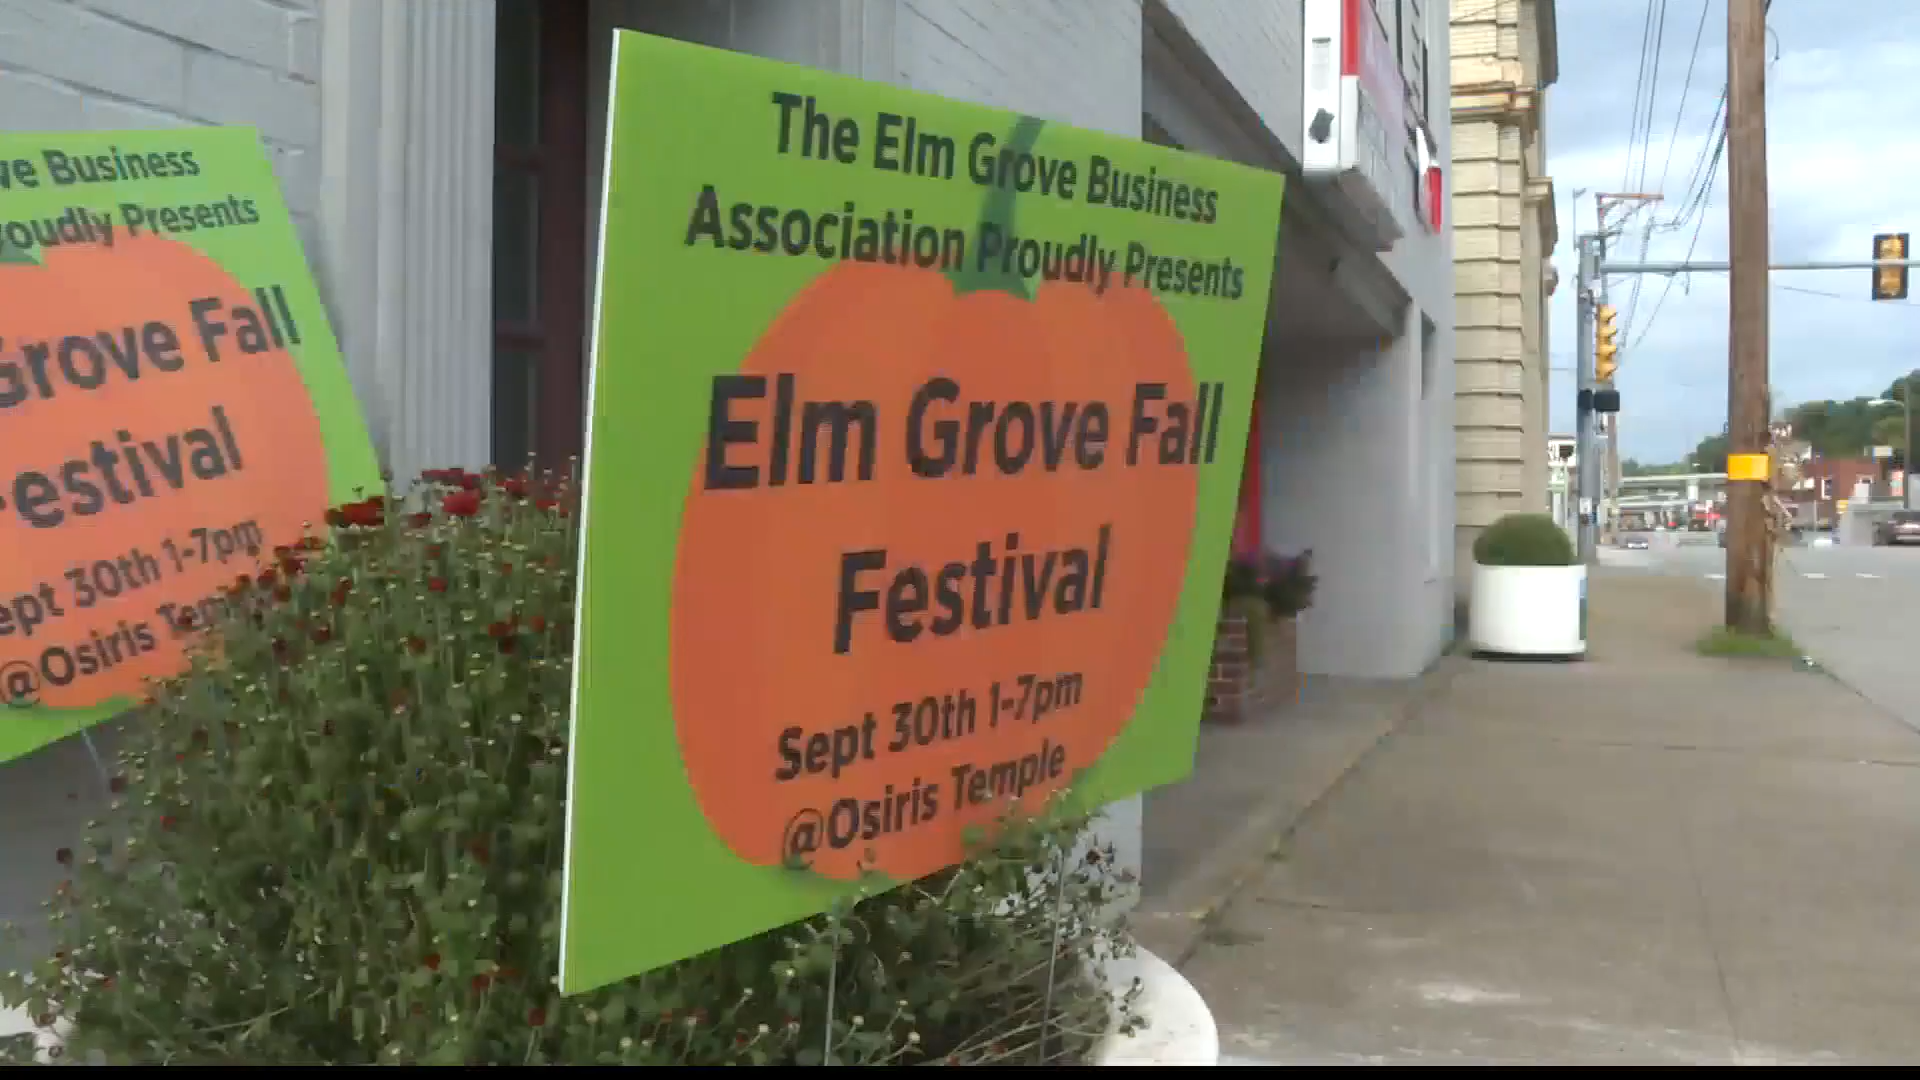 ve Business
oudly Presents
Grove Fall
estival
ept 30th 1-7pm
@Osiris Temple
The Elm Grove Business
Association Proudly Presents
Elm Grove Fall
Festival
Sept 30th 1-7pm
@Osiris Temple